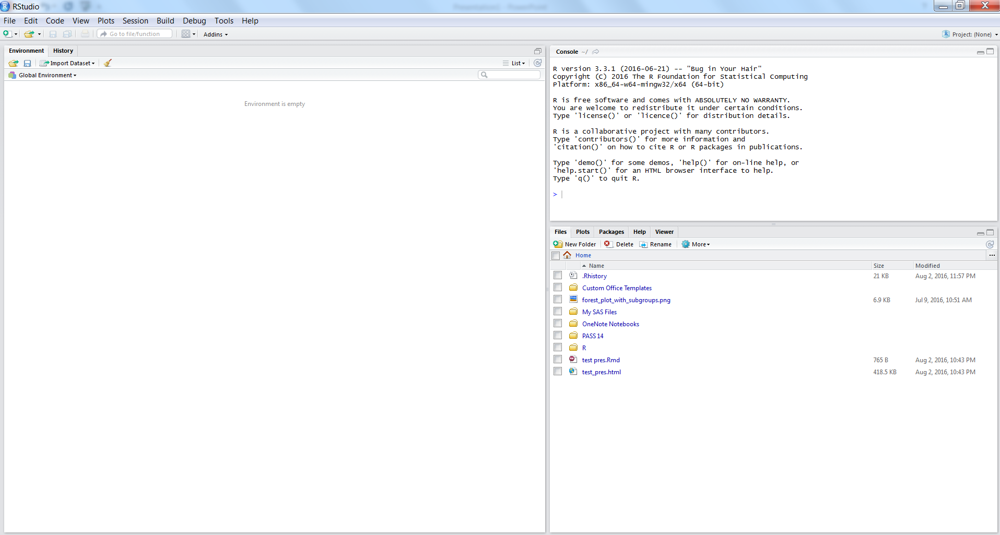 RStudio
Presentation1 - PowerPoint
File Edit Code View Plots Session Build Debug Tools Help
Go to file/function Addins Project: (None)
Environment History
Import Dataset List
Global Environment
Environment is empty
Console ~/
R version 3.3.1 (2016-06-21) -- "Bug in Your Hair"
Copyright (C) 2016 The R Foundation for Statistical Computing
Platform: x86_64-w64-mingw32/x64 (64-bit)
R is free software and comes with ABSOLUTELY NO WARRANTY.
You are welcome to redistribute it under certain conditions.
Type 'license()' or 'licence()' for distribution details.
R is a collaborative project with many contributors.
Type 'contributors()' for more information and
'citation()' on how to cite R or R packages in publications.
Type 'demo()' for some demos, 'help()' for on-line help, or
'help.start()' for an HTML browser interface to help.
Type 'q()' to quit R.
>
Files Plots Packages Help Viewer
New Folder Delete Rename More
Home ...
Name Size Modified
.Rhistory 21 KB Aug 2, 2016, 11:57 PM
Custom Office Templates
forest_plot_with_subgroups.png 6.9 KB Jul 9, 2016, 10:51 AM
My SAS Files
OneNote Notebooks
PASS 14
R
test pres.Rmd 765 B Aug 2, 2016, 10:43 PM
test_pres.html 418.5 KB Aug 2, 2016, 10:43 PM